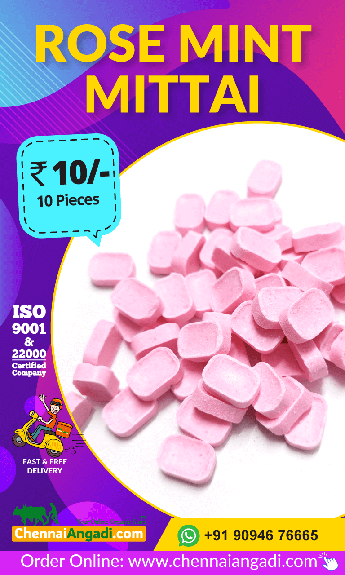 ROSE MINT
MITTAI
₹ 10/-
10 Pieces
ISO
9001
&
22000
Certified
Company
FAST & FREE
DELIVERY
ChennaiAngadi.com
+91 90946 76665
Order Online: www.chennaiangadi.com